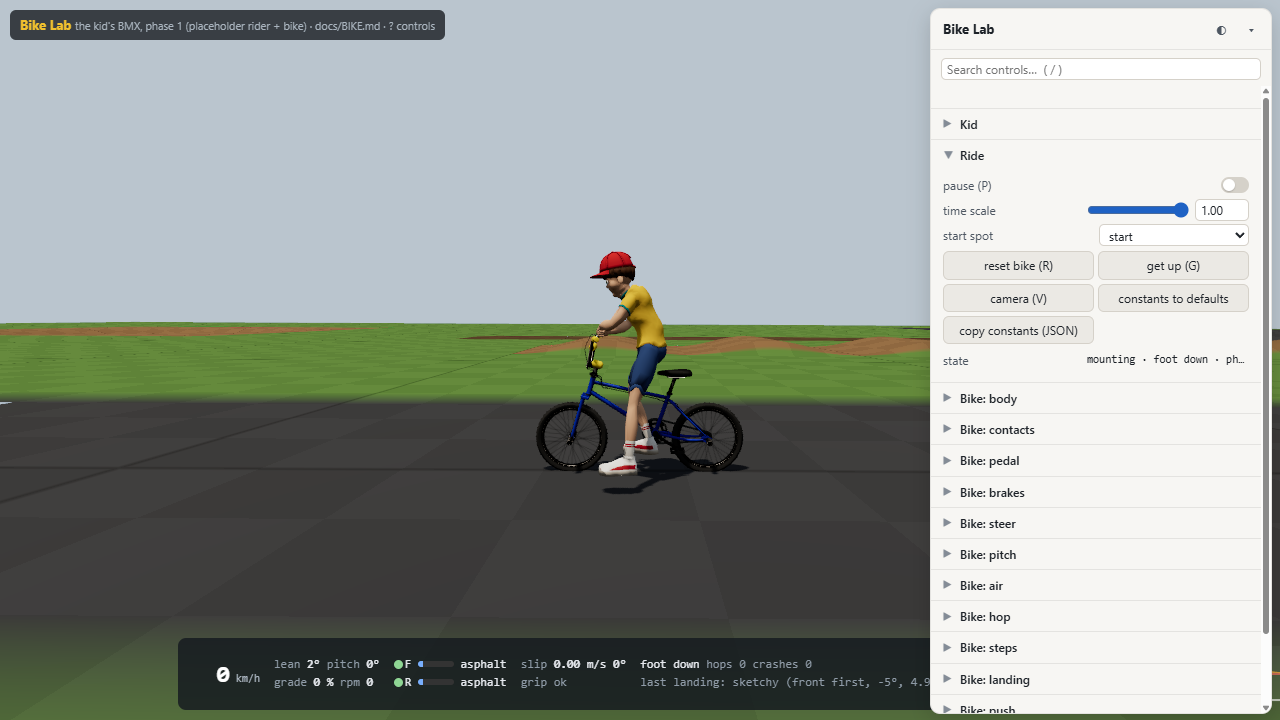 Bike Lab the kid's BMX, phase 1 (placeholder rider + bike) · docs/BIKE.md · ? controls
Bike Lab
Search controls... ( / )
Kid
Ride
pause (P)
time scale 1.00
start spot start
reset bike (R) get up (G)
camera (V) constants to defaults
copy constants (JSON)
state mounting · foot down · ph…
Bike: body
Bike: contacts
Bike: pedal
Bike: brakes
Bike: steer
Bike: pitch
Bike: air
Bike: hop
Bike: steps
Bike: landing
Bike: push
0 km/h
lean 2° pitch 0° F asphalt slip 0.00 m/s 0° foot down hops 0 crashes 0
grade 0 % rpm 0 R asphalt grip ok last landing: sketchy (front first, -5°, 4.9